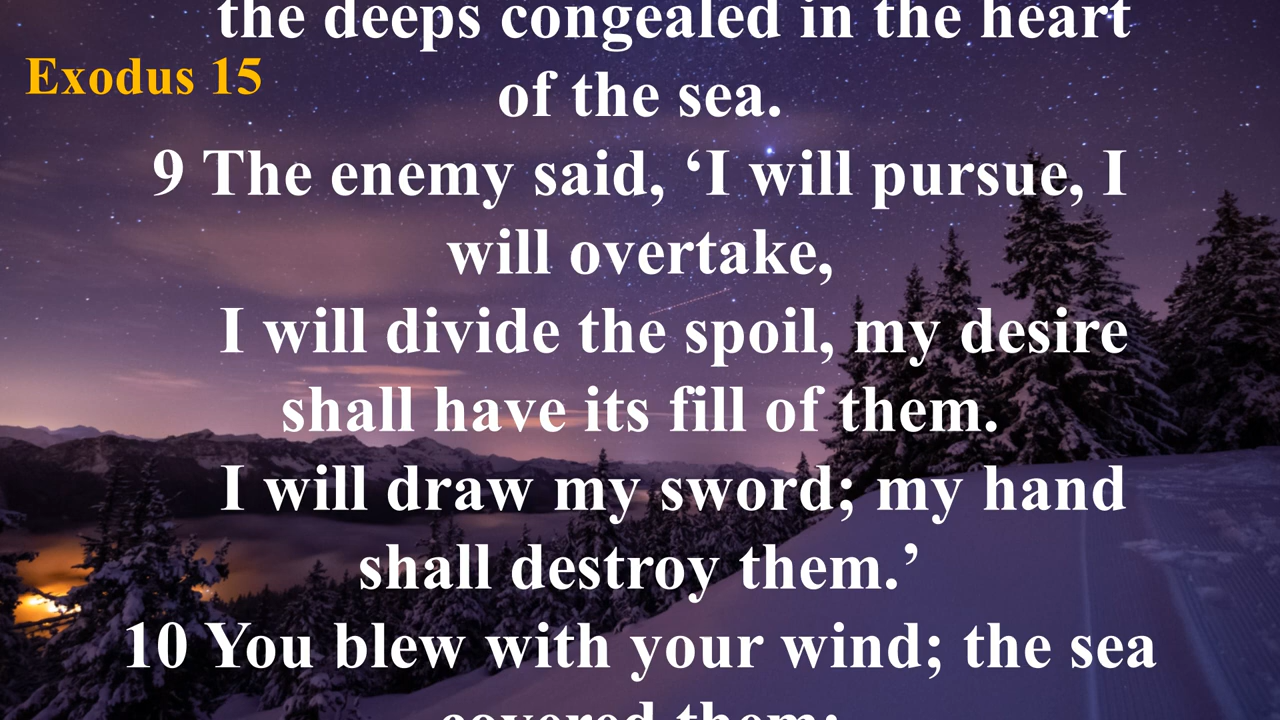 the deeps congealed in the heart
Exodus 15
of the sea.
9 The enemy said, ‘I will pursue, I
will overtake,
I will divide the spoil, my desire
shall have its fill of them.
I will draw my sword; my hand
shall destroy them.’
10 You blew with your wind; the sea
covered them;